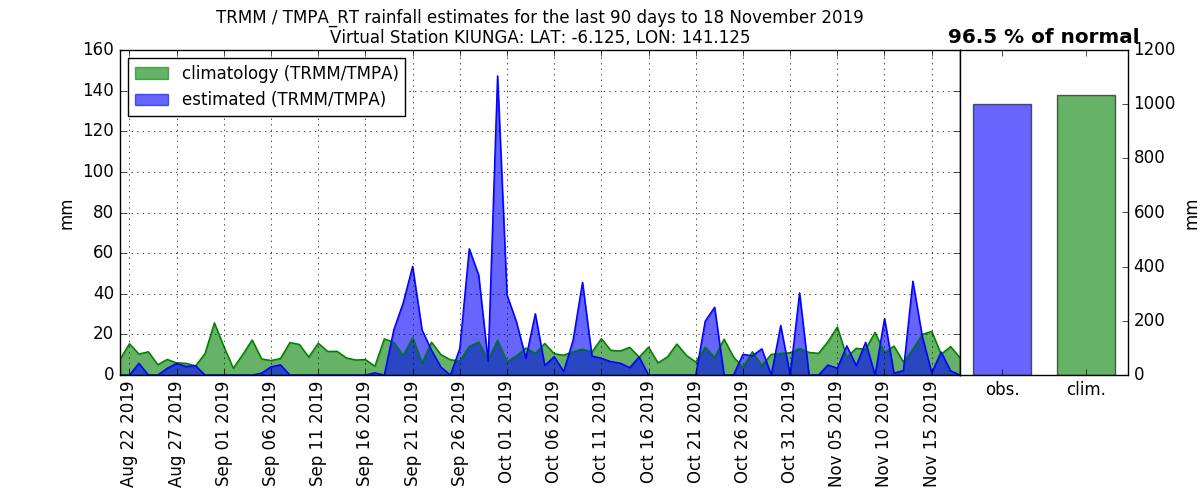 TRMM / TMPA_RT rainfall estimates for the last 90 days to 18 November 2019
Virtual Station KIUNGA: LAT: -6.125, LON: 141.125
96.5 % of normal
climatology (TRMM/TMPA)
estimated (TRMM/TMPA)
mm
160
140
120
100
80
60
40
20
0
Aug 22 2019
Aug 27 2019
Sep 01 2019
Sep 06 2019
Sep 11 2019
Sep 16 2019
Sep 21 2019
Sep 26 2019
Oct 01 2019
Oct 06 2019
Oct 11 2019
Oct 16 2019
Oct 21 2019
Oct 26 2019
Oct 31 2019
Nov 05 2019
Nov 10 2019
Nov 15 2019
obs.
clim.
1200
1000
800
600
400
200
0
mm